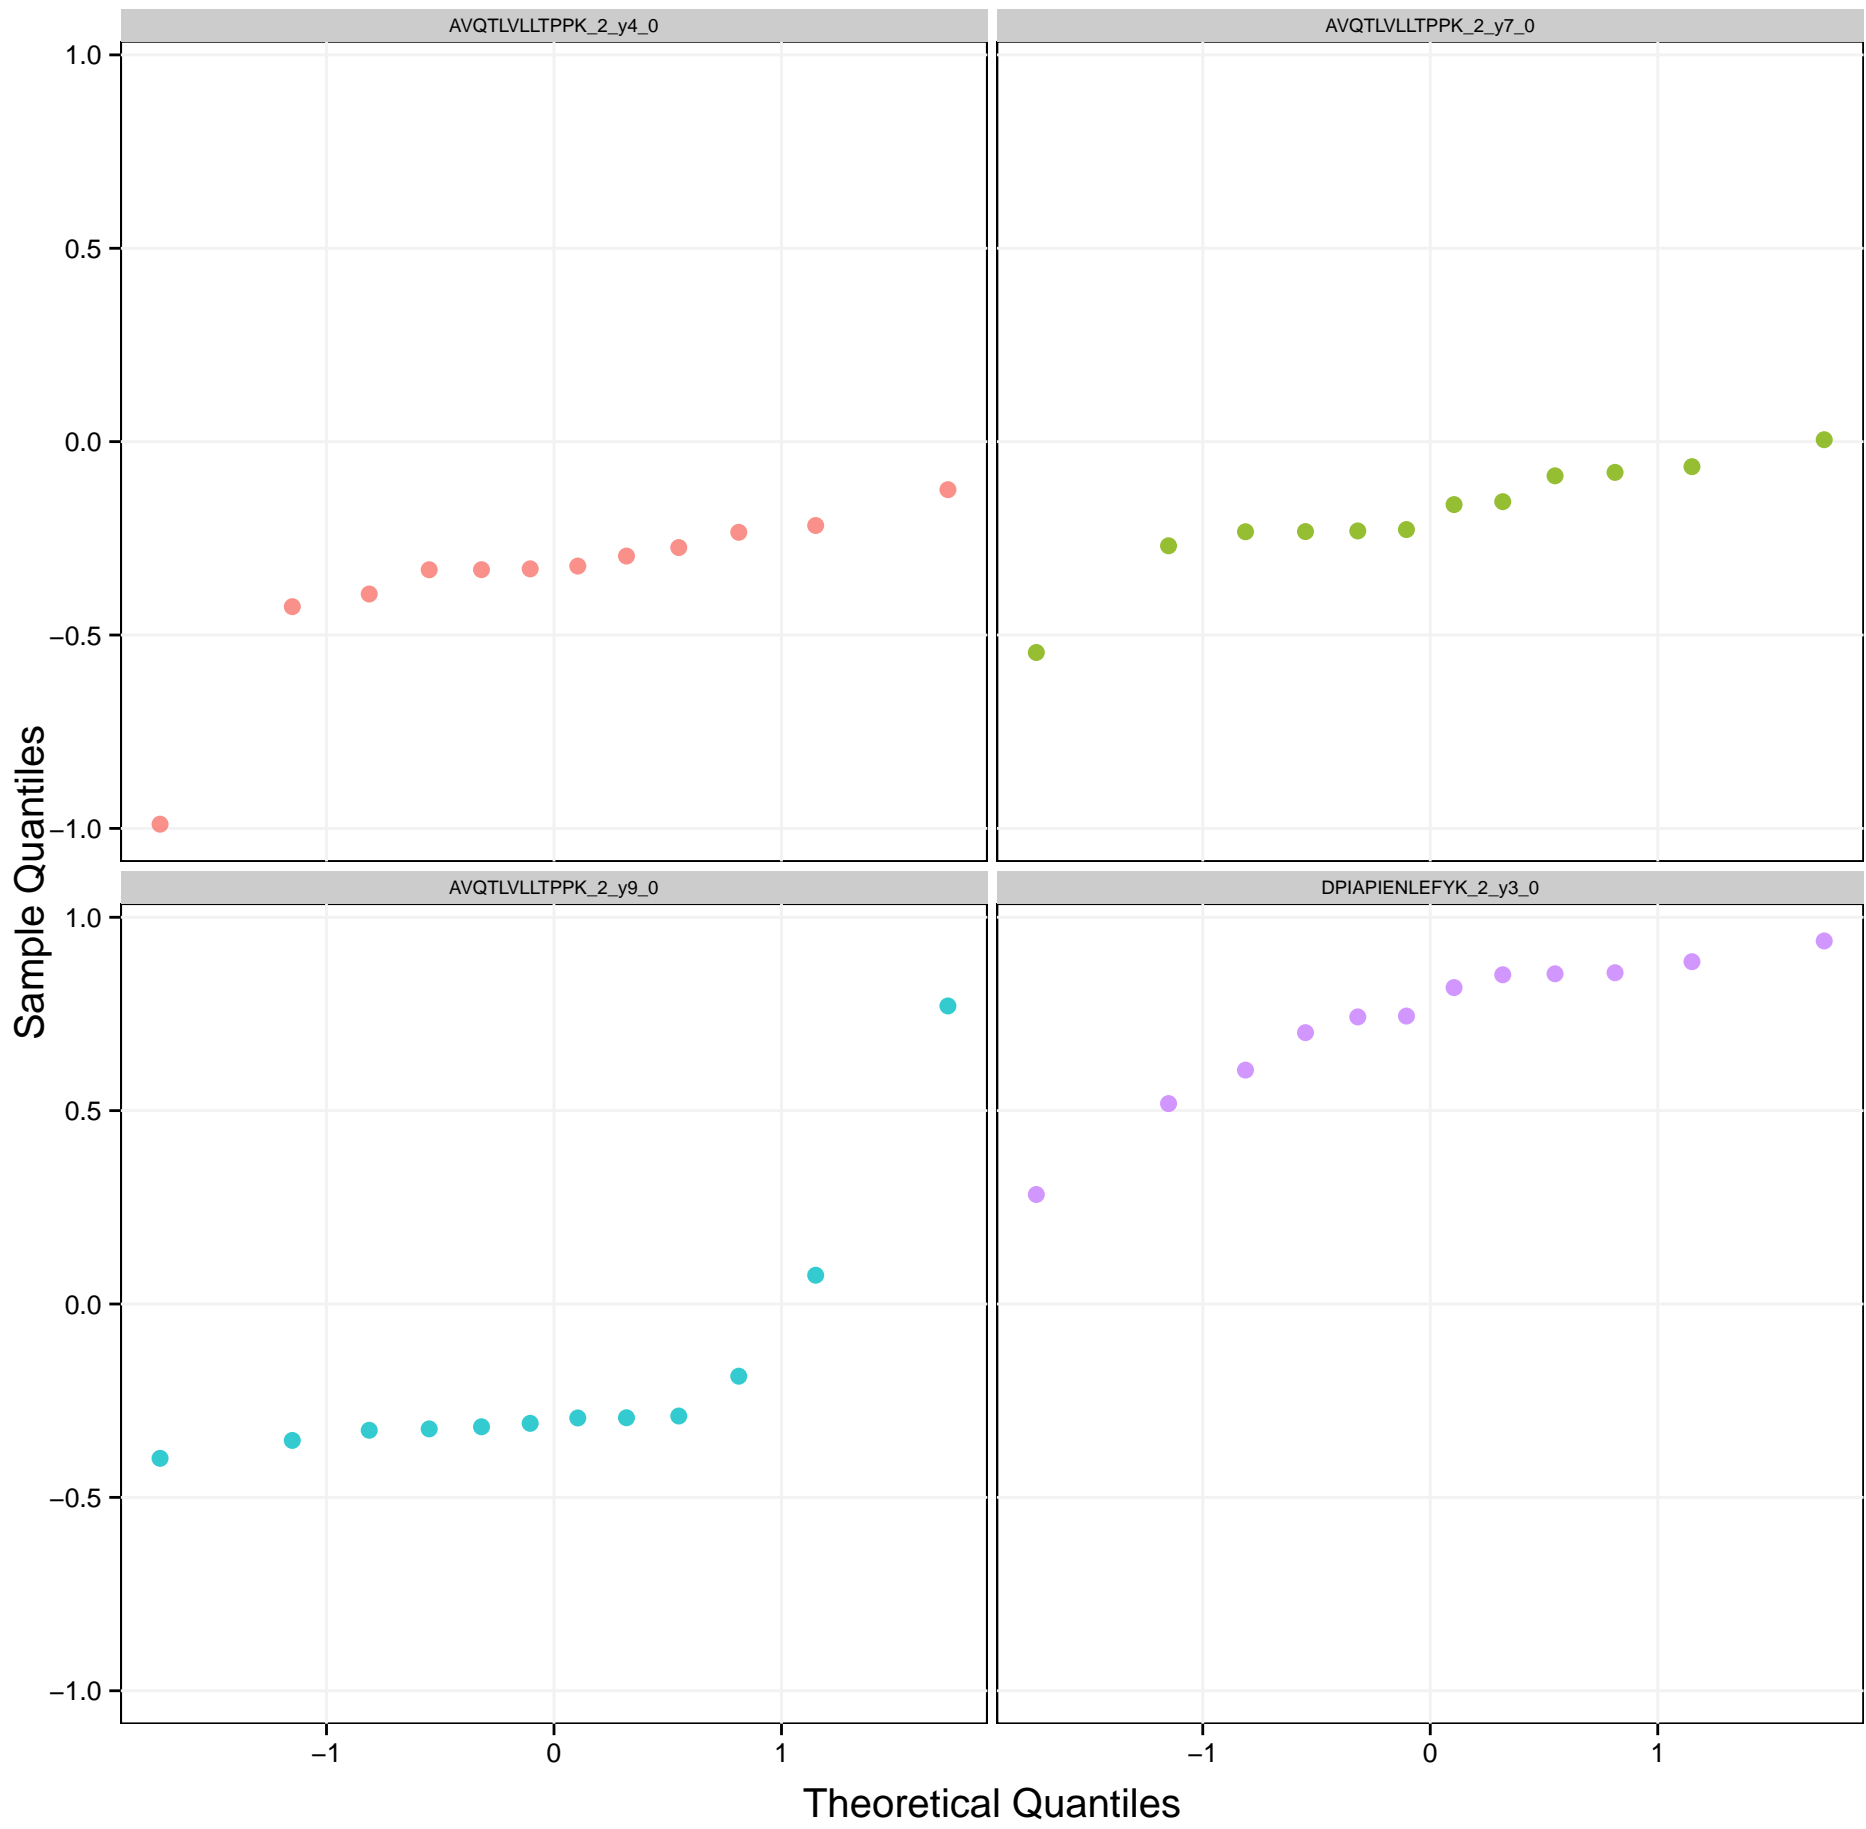 AVQTLVLLTPPK_2_y4_0
AVQTLVLLTPPK_2_y7_0
1.0
0.5
0.0
−0.5
−1.0
AVQTLVLLTPPK_2_y9_0
DPIAPIENLEFYK_2_y3_0
1.0
0.5
0.0
−0.5
−1.0
−1
0
1
−1
0
1
Sample Quantiles
Theoretical Quantiles